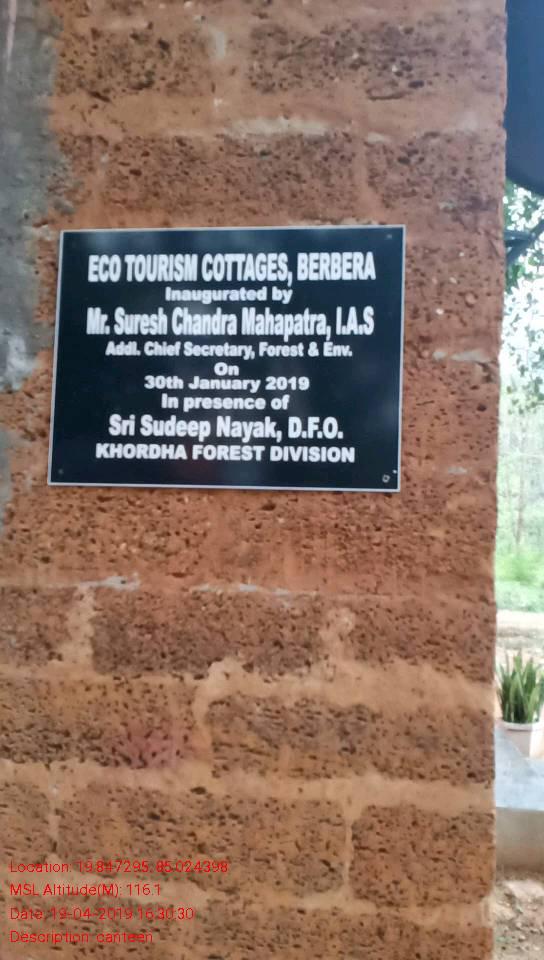 ECO TOURISM COTTAGES, BERBERA
Inaugurated by
Mr. Suresh Chandra Mahapatra, I.A.S
Addl. Chief Secretary, Forest & Env.
On
30th January 2019
In presence of
Sri Sudeep Nayak, D.F.O.
KHORDHA FOREST DIVISION
Location: 19.847295, 85.024398
MSL Altitude(M): 116.1
Date: 19-04-2019 16:30:30
Description: canteen